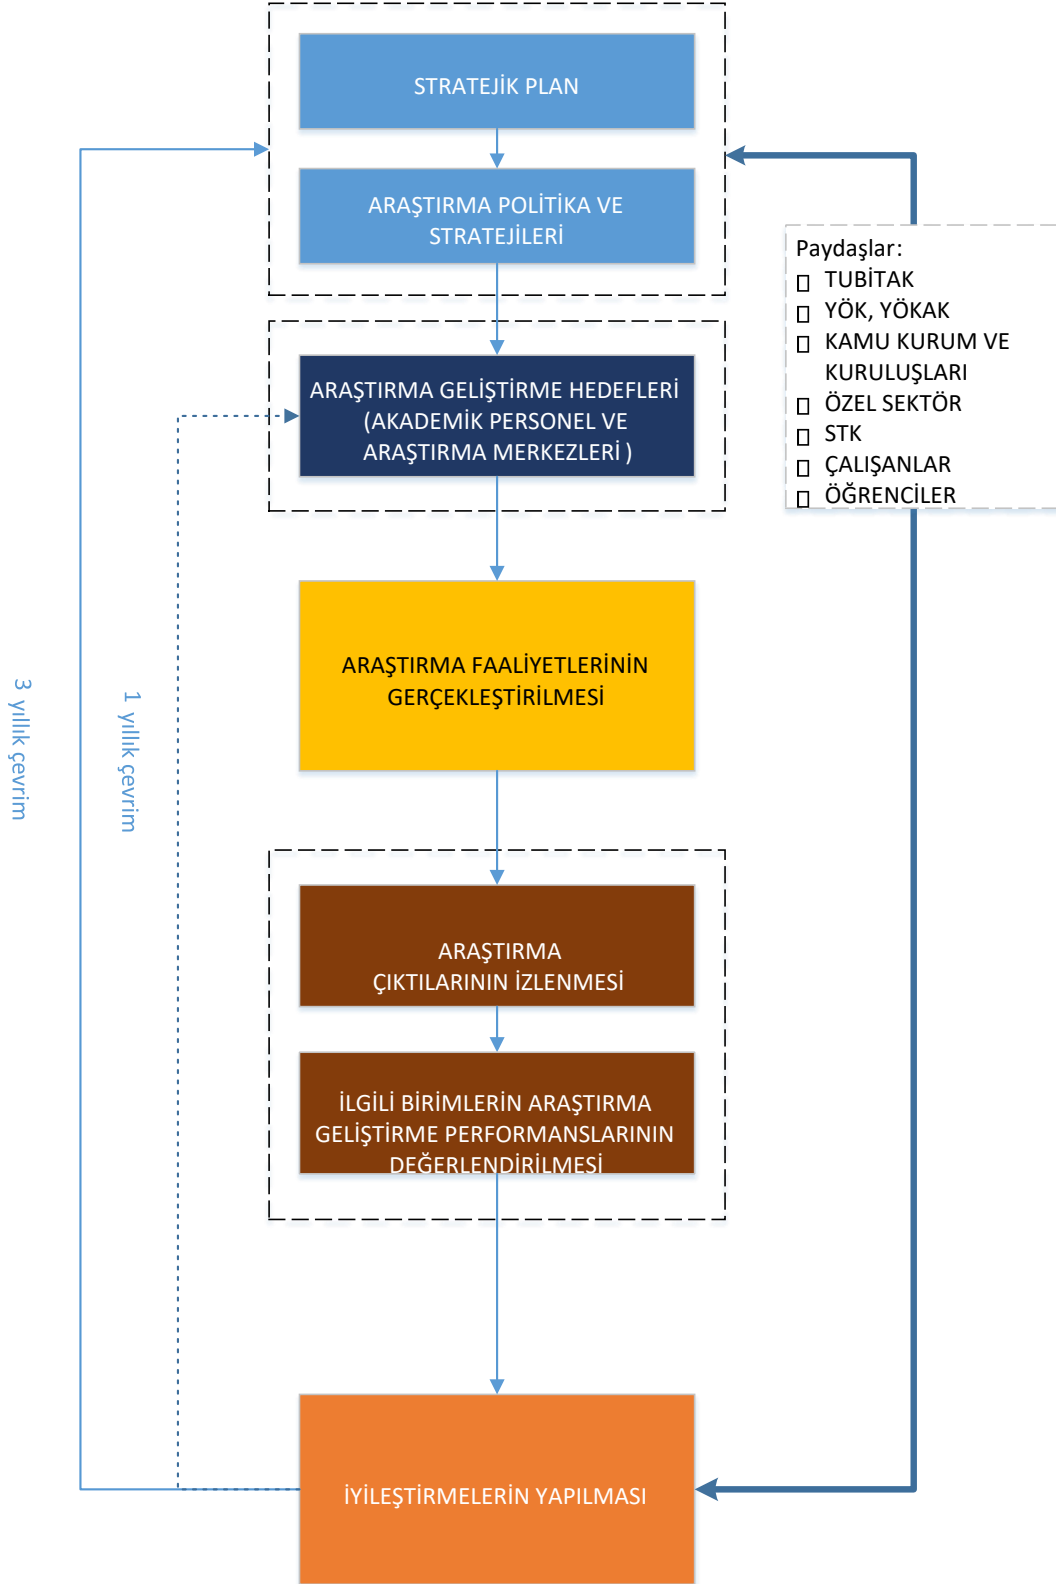 STRATEJİK PLAN
ARAŞTIRMA POLİTİKA VE
STRATEJİLERİ
Paydaşlar:
TUBİTAK
YÖK, YÖKAK
KAMU KURUM VE
KURULUŞLARI
ÖZEL SEKTÖR
STK
ÇALIŞANLAR
ÖĞRENCİLER
ARAŞTIRMA GELİŞTİRME HEDEFLERİ
(AKADEMİK PERSONEL VE
ARAŞTIRMA MERKEZLERİ )
ARAŞTIRMA FAALİYETLERİNİN
GERÇEKLEŞTİRİLMESİ
3 yıllık çevrim
1 yıllık çevrim
ARAŞTIRMA
ÇIKTILARININ İZLENMESİ
İLGİLİ BİRİMLERİN ARAŞTIRMA
GELİŞTİRME PERFORMANSLARININ
DEĞERLENDİRİLMESİ
İYİLEŞTİRMELERİN YAPILMASI